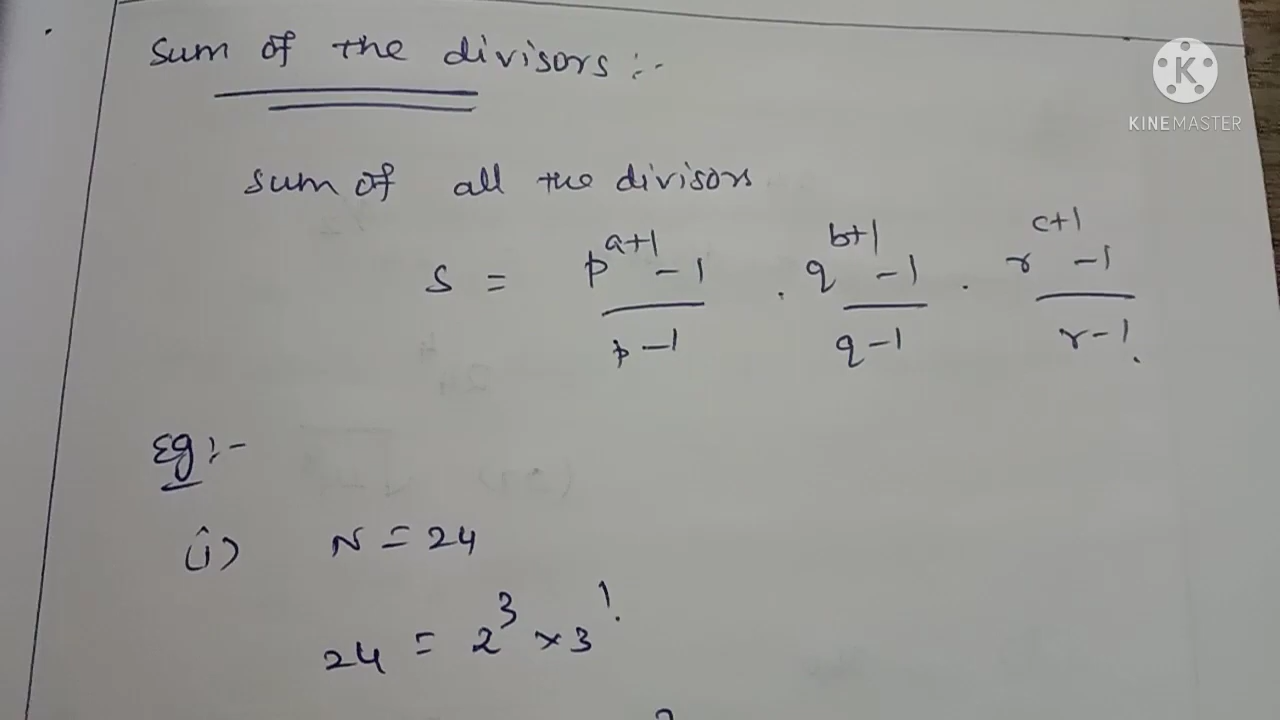 Sum of the divisors :-
K
KINEMASTER
Sum of all the divisors
S = p^(a+1) -1 / p-1 . q^(b+1) -1 / q-1 . r^(c+1) -1 / r-1.
Eg :-
(i) N = 24
24 = 2^3 × 3^1.